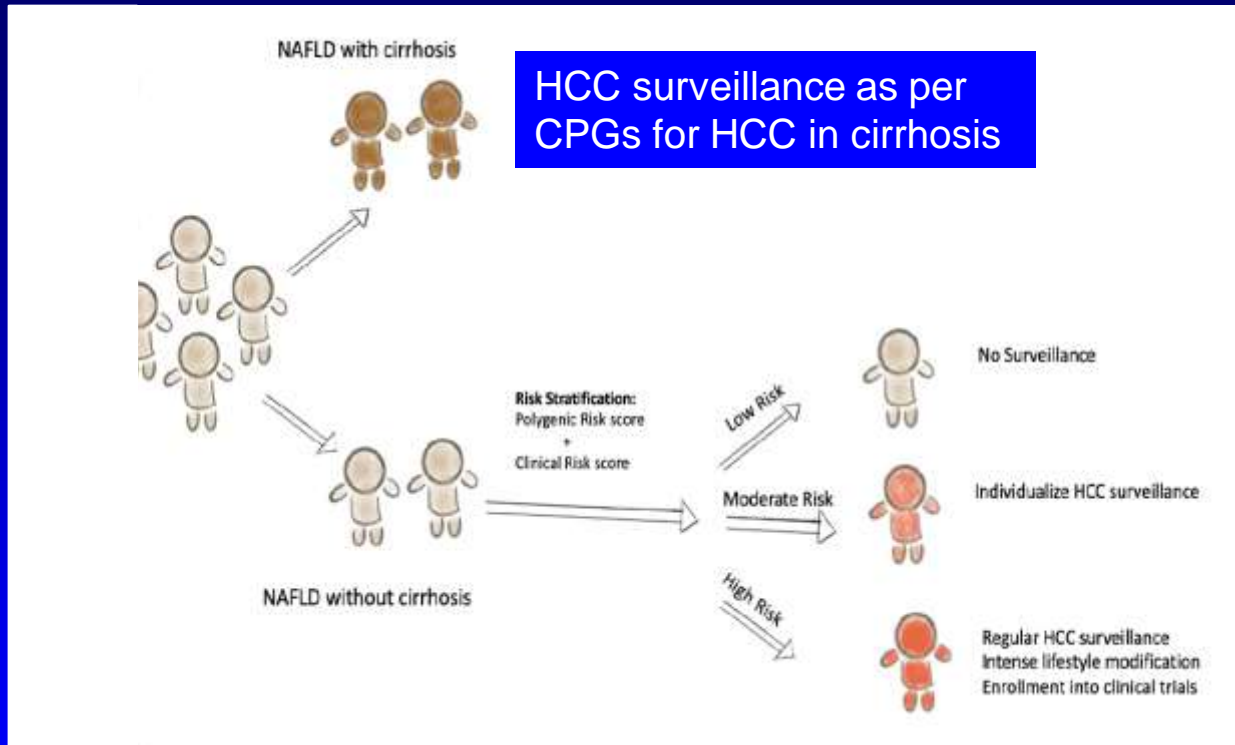 NAFLD with cirrhosis
HCC surveillance as per
CPGs for HCC in cirrhosis
Risk Stratification:
Polygenic Risk score
+
Clinical Risk score
Low Risk
No Surveillance
Moderate Risk
Individualize HCC surveillance
NAFLD without cirrhosis
High Risk
Regular HCC surveillance
Intense lifestyle modification
Enrollment into clinical trials